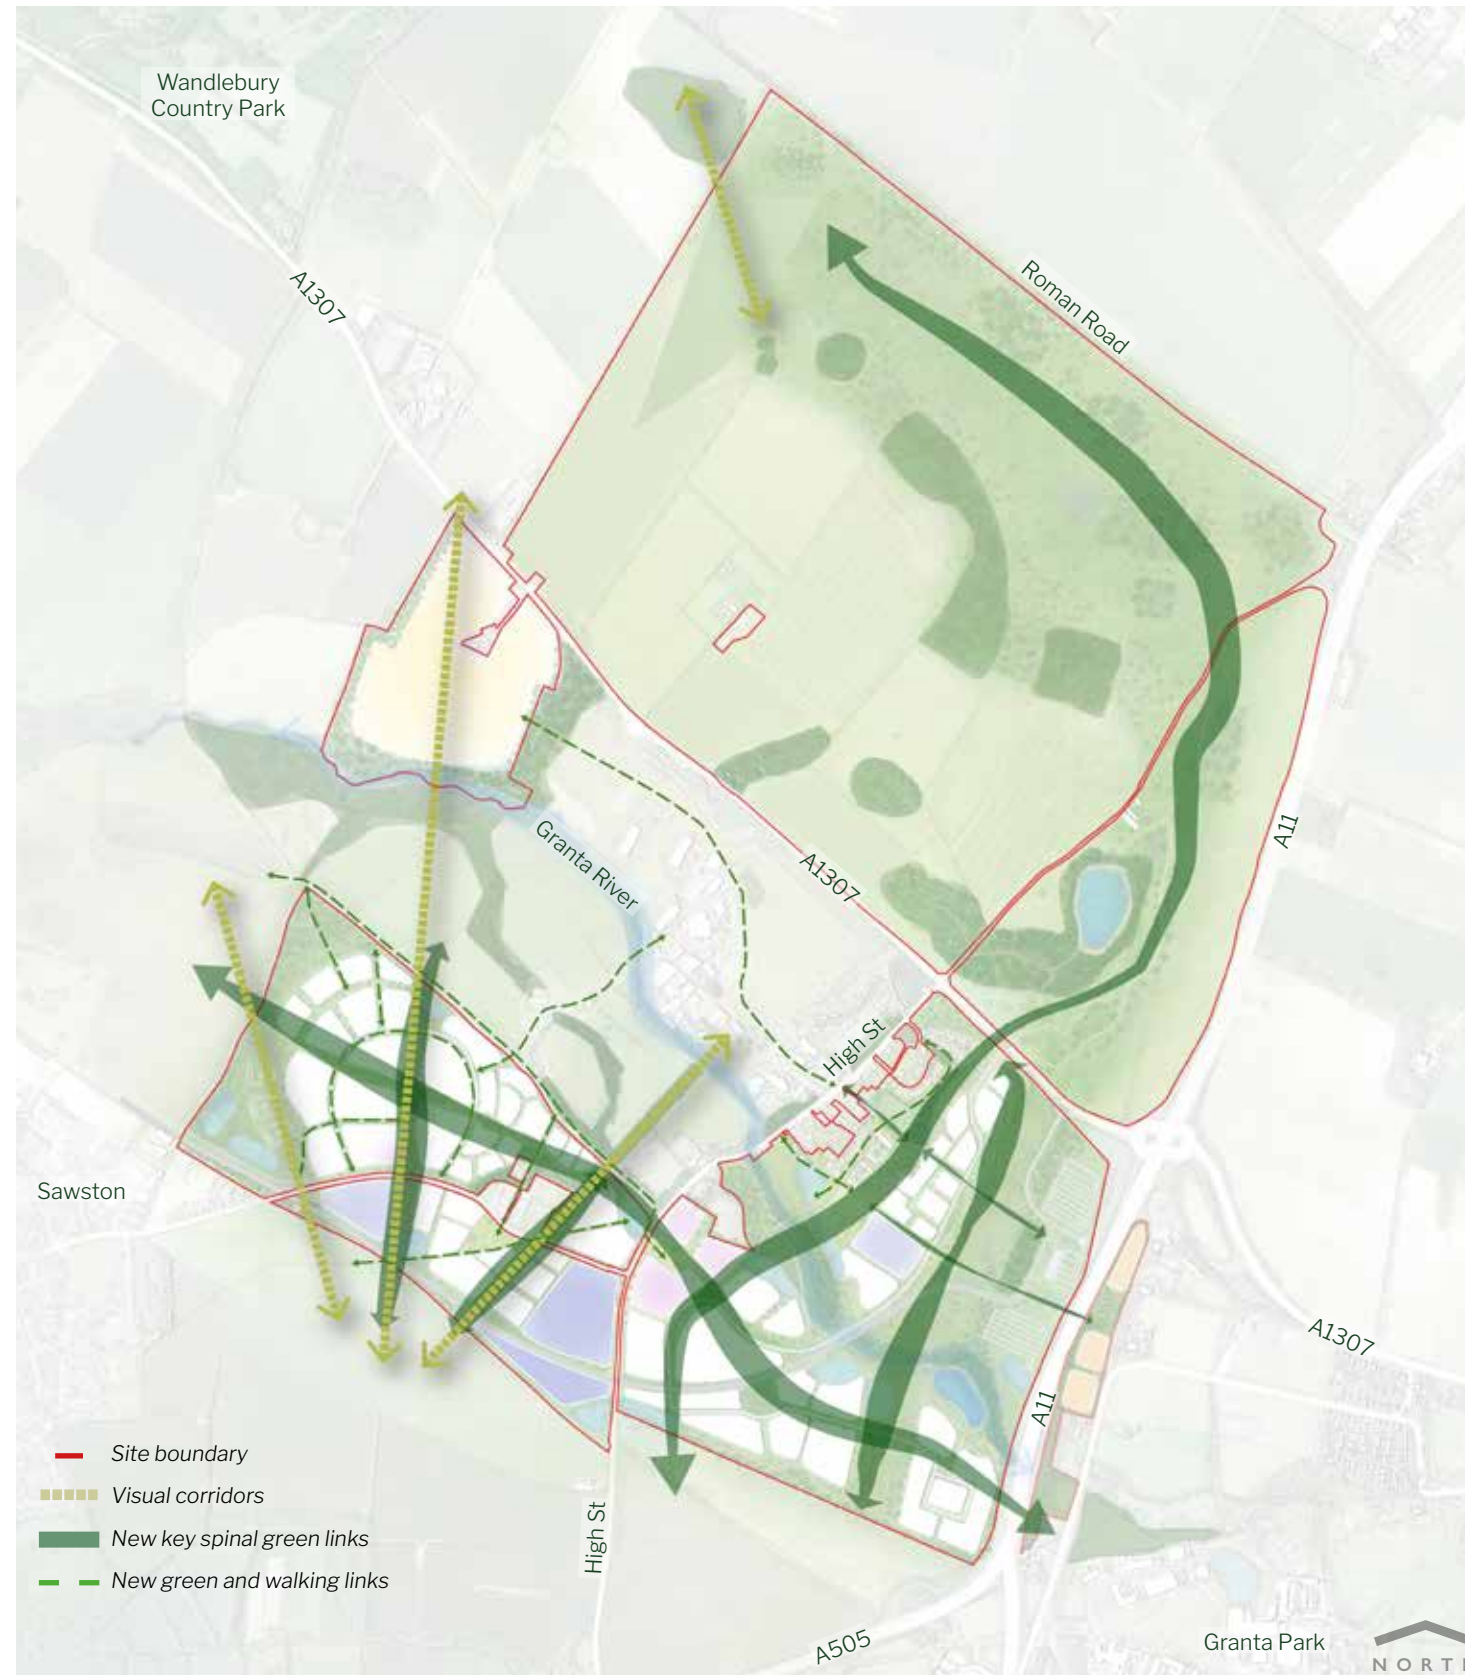 Wandlebury
Country Park
A1307
Roman Road
A11
Granta River
A1307
High St
Sawston
A1307
A11
High St
A505
Granta Park
Site boundary
Visual corridors
New key spinal green links
New green and walking links